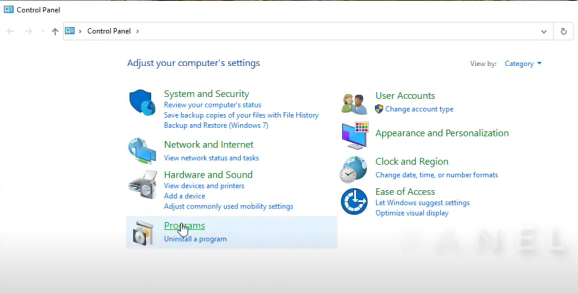 Control Panel
Control Panel
Adjust your computer's settings
View by: Category
System and Security
Review your computer's status
Save backup copies of your files with File History
Backup and Restore (Windows 7)
Network and Internet
View network status and tasks
Hardware and Sound
View devices and printers
Add a device
Adjust commonly used mobility settings
Programs
Uninstall a program
User Accounts
Change account type
Appearance and Personalization
Clock and Region
Change date, time, or number formats
Ease of Access
Let Windows suggest settings
Optimize visual display
PANEL